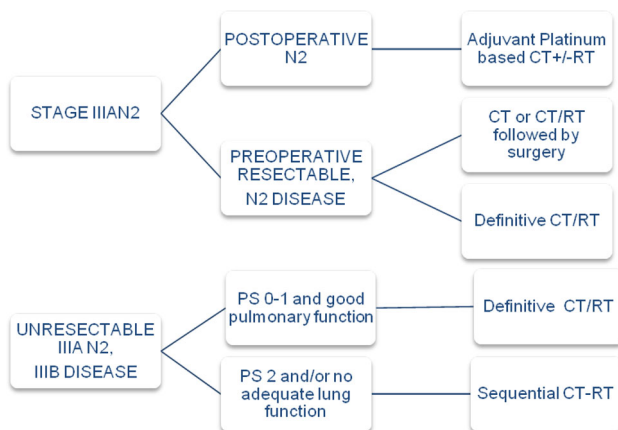 POSTOPERATIVE
N2
Adjuvant Platinum
based CT+/-RT
STAGE IIIAN2
CT or CT/RT
followed by
surgery
PREOPERATIVE
RESECTABLE,
N2 DISEASE
Definitive CT/RT
UNRESECTABLE
IIIA N2,
IIIB DISEASE
PS 0-1 and good
pulmonary function
Definitive CT/RT
PS 2 and/or no
adequate lung
function
Sequential CT-RT